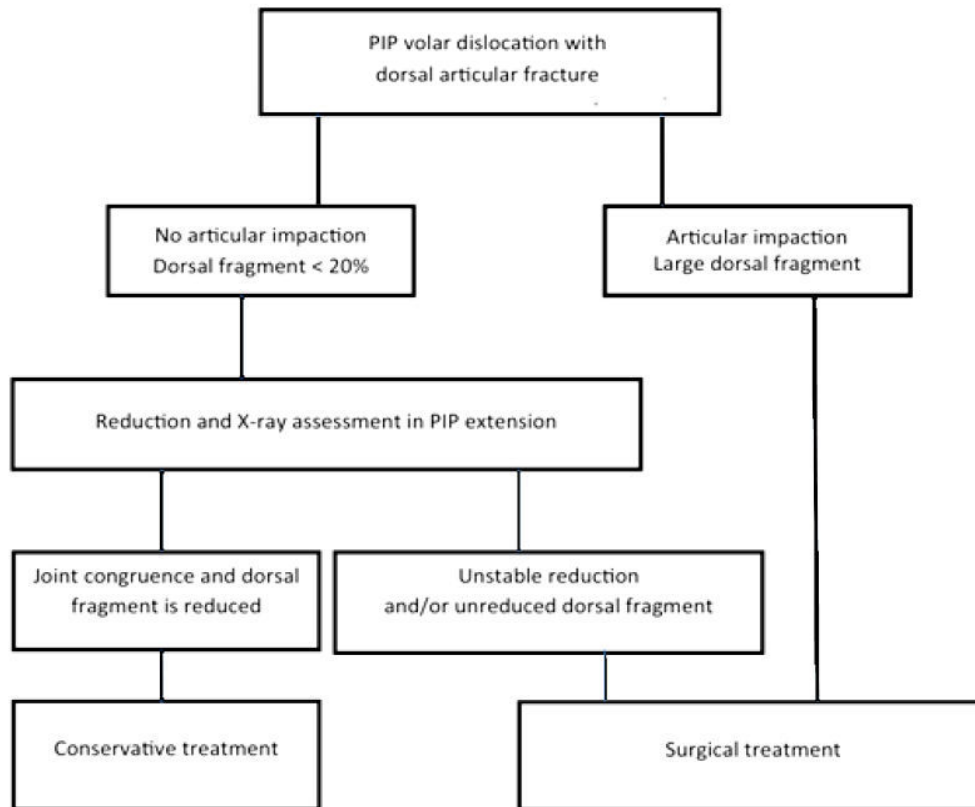 PIP volar dislocation with
dorsal articular fracture
No articular impaction
Dorsal fragment < 20%
Articular impaction
Large dorsal fragment
Reduction and X-ray assessment in PIP extension
Joint congruence and dorsal
fragment is reduced
Unstable reduction
and/or unreduced dorsal fragment
Conservative treatment
Surgical treatment